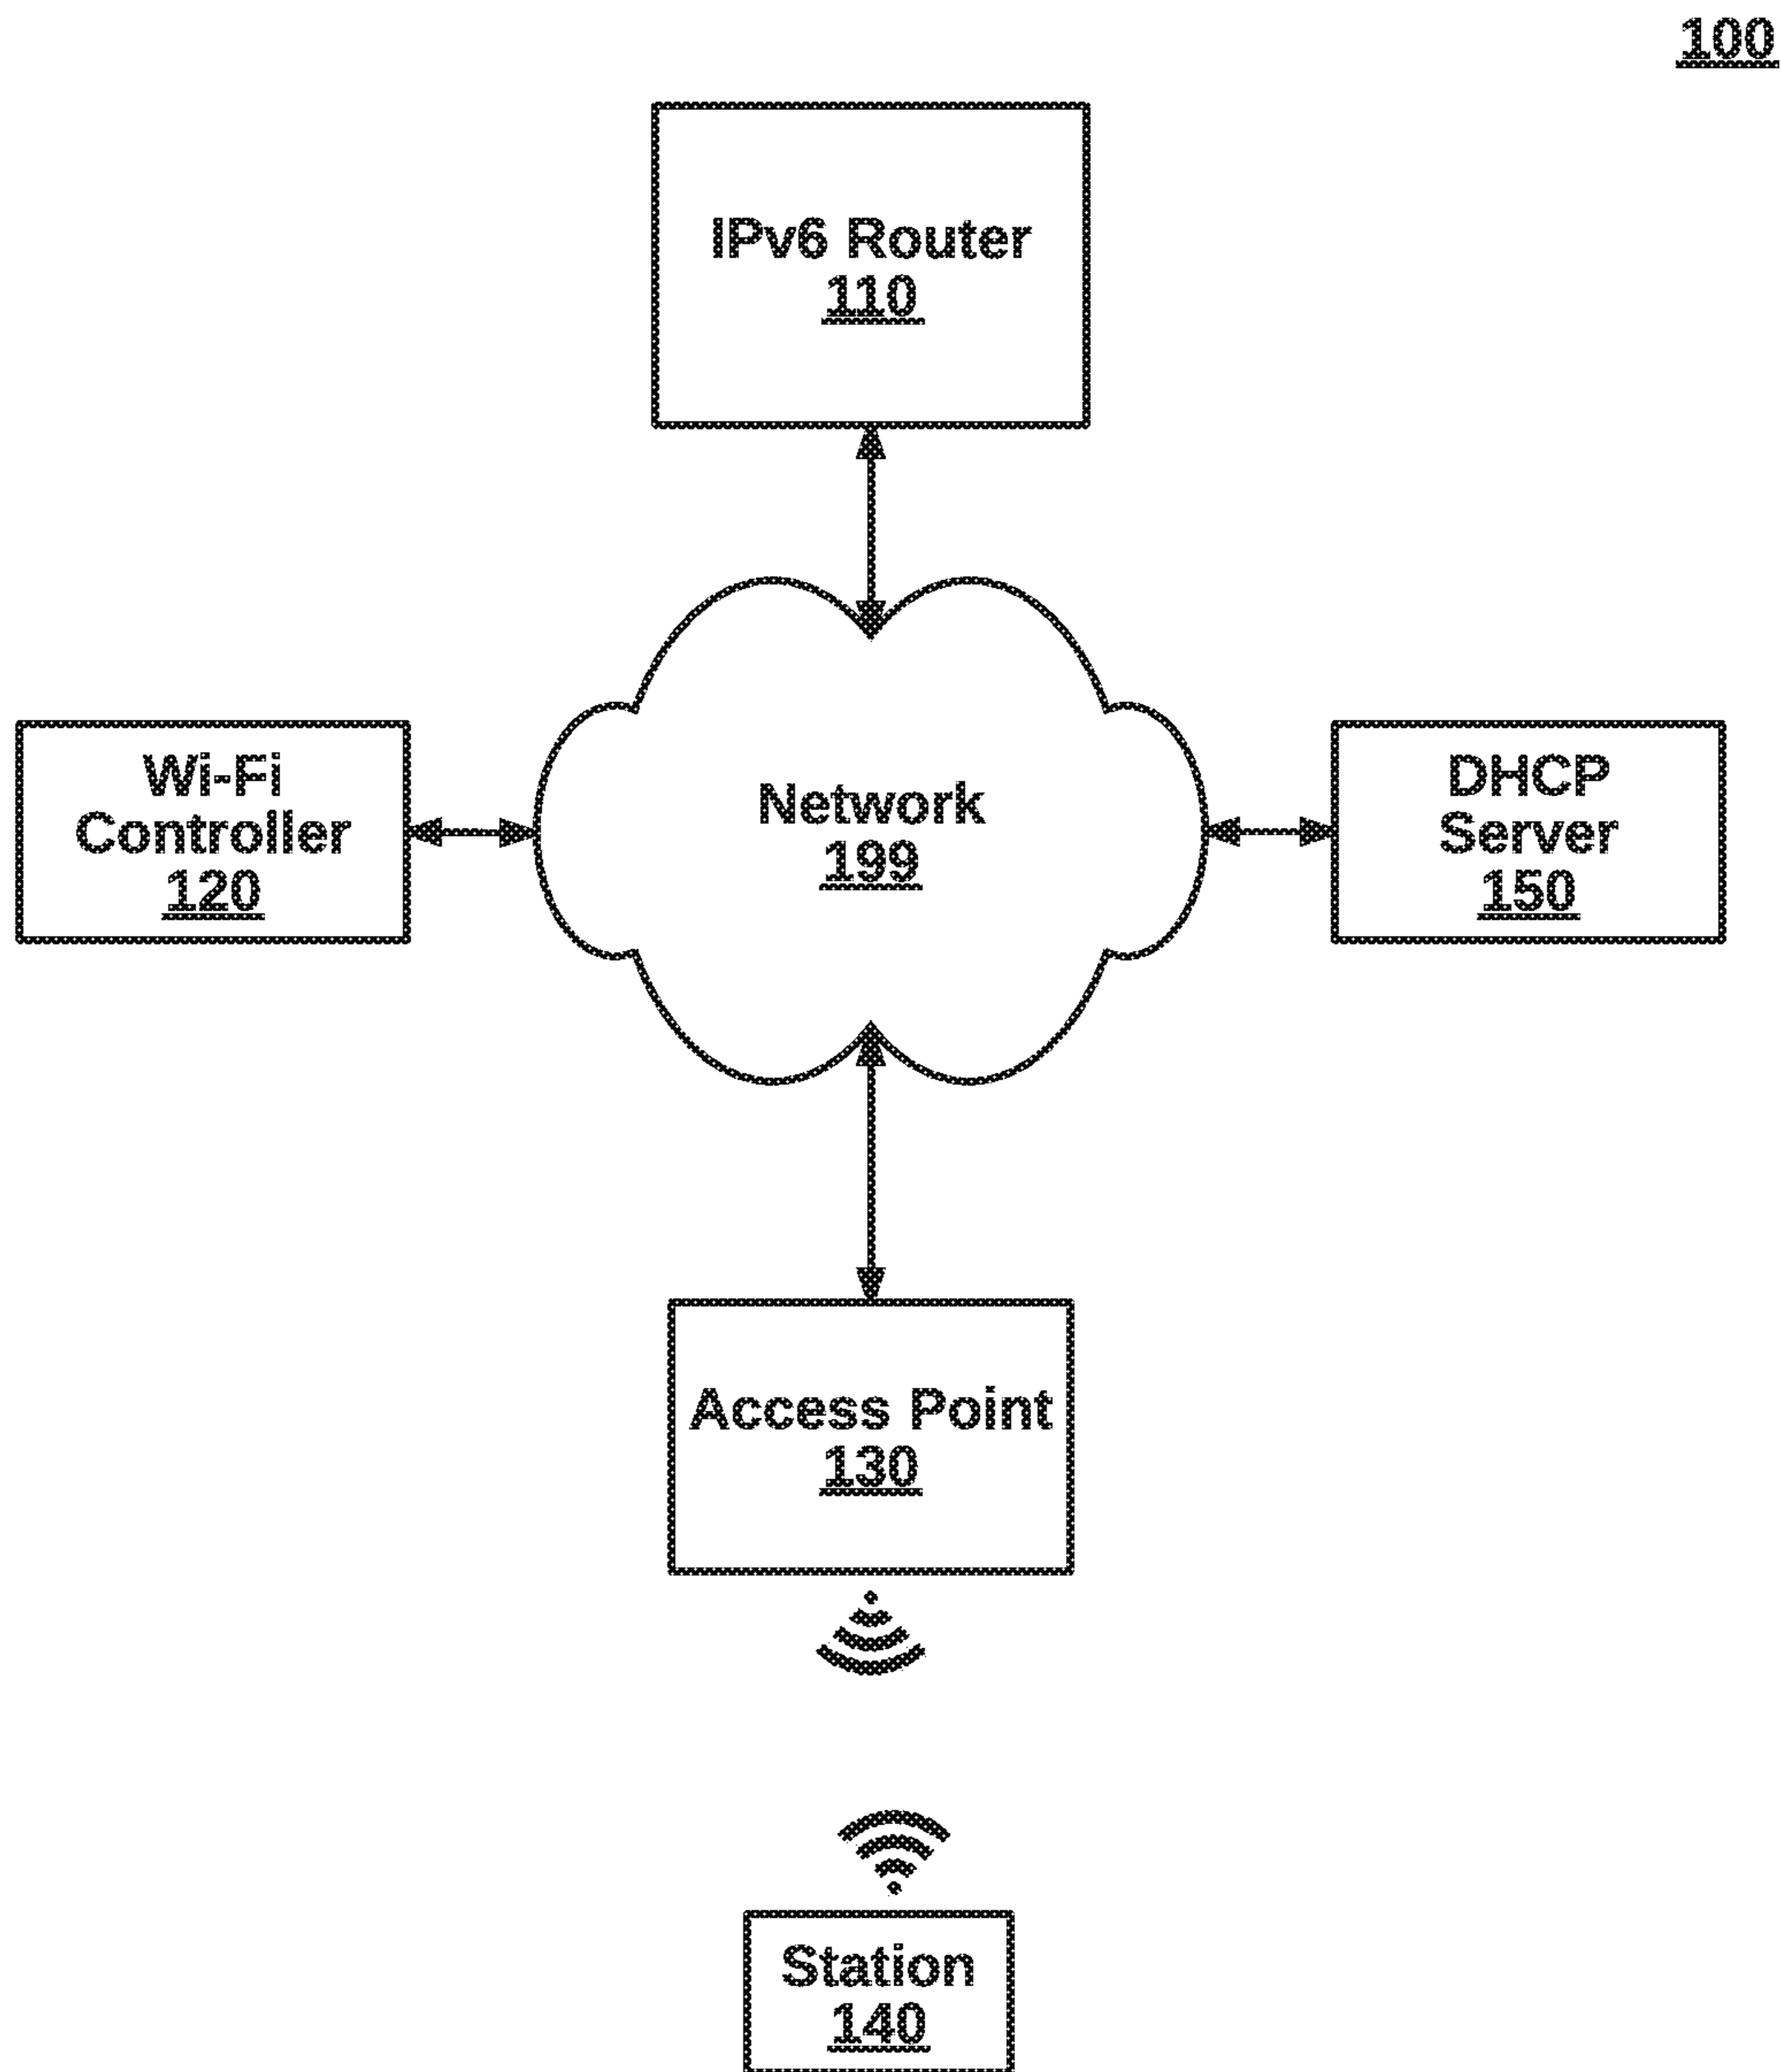 100
IPv6 Router
110
Wi-Fi
Controller
120
Network
199
DHCP
Server
150
Access Point
130
Station
140